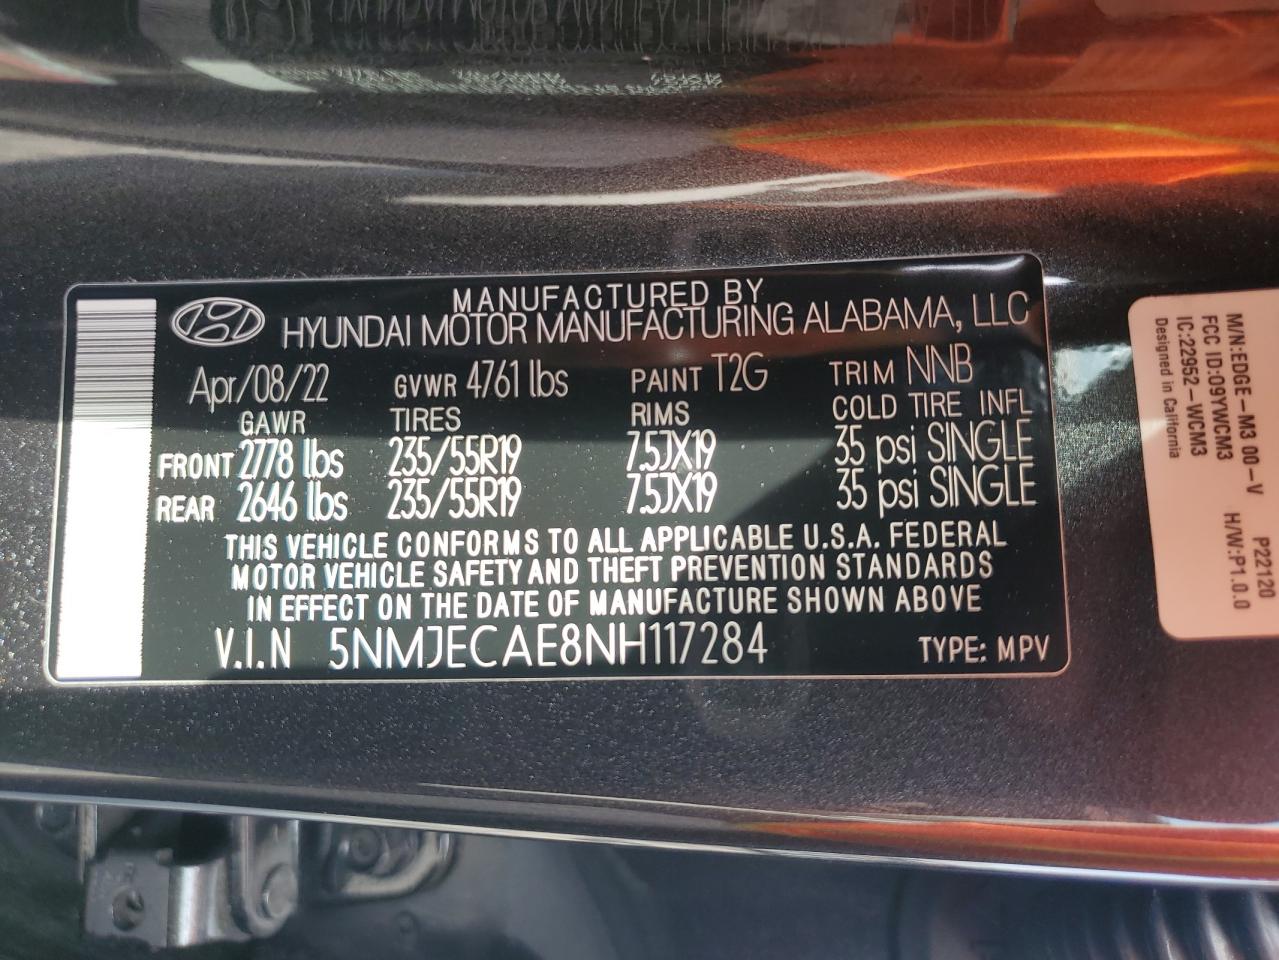 MANUFACTURED BY
HYUNDAI MOTOR MANUFACTURING ALABAMA, LLC
Apr/08/22 GVWR 4761 lbs PAINT T2G TRIM NNB
GAWR TIRES RIMS COLD TIRE INFL
FRONT 2778 lbs 235/55R19 7.5JX19 35 psi SINGLE
REAR 2646 lbs 235/55R19 7.5JX19 35 psi SINGLE
THIS VEHICLE CONFORMS TO ALL APPLICABLE U.S.A. FEDERAL
MOTOR VEHICLE SAFETY AND THEFT PREVENTION STANDARDS
IN EFFECT ON THE DATE OF MANUFACTURE SHOWN ABOVE
V.I.N 5NMJECAE8NH117284 TYPE: MPV
M/N:EDGE-M3 00-V P22120
FCC ID:O9YWCM3 H/W:P1.0.0
IC:22952-WCM3
Designed in California